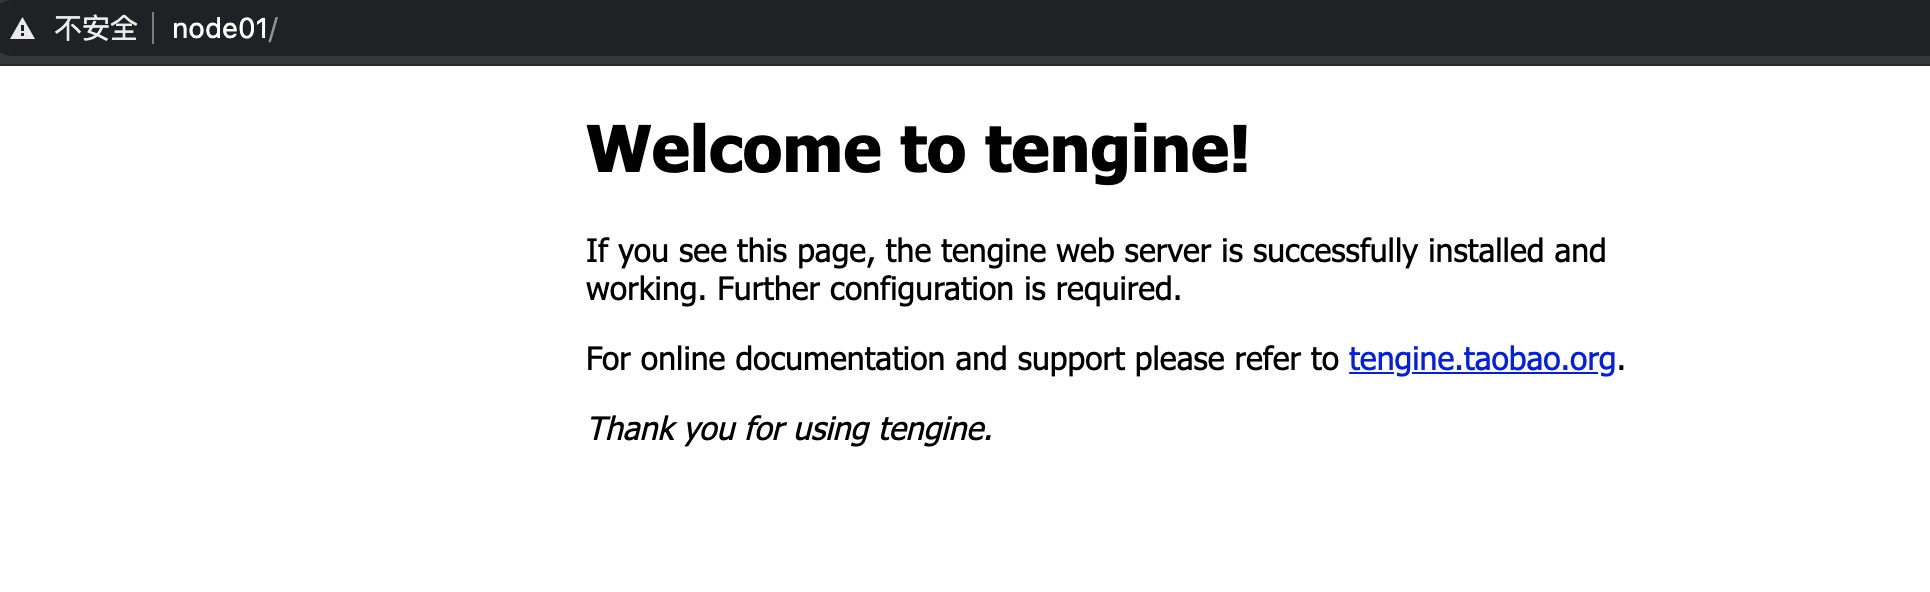 不安全 node01/
Welcome to tengine!
If you see this page, the tengine web server is successfully installed and
working. Further configuration is required.
For online documentation and support please refer to tengine.taobao.org.
Thank you for using tengine.